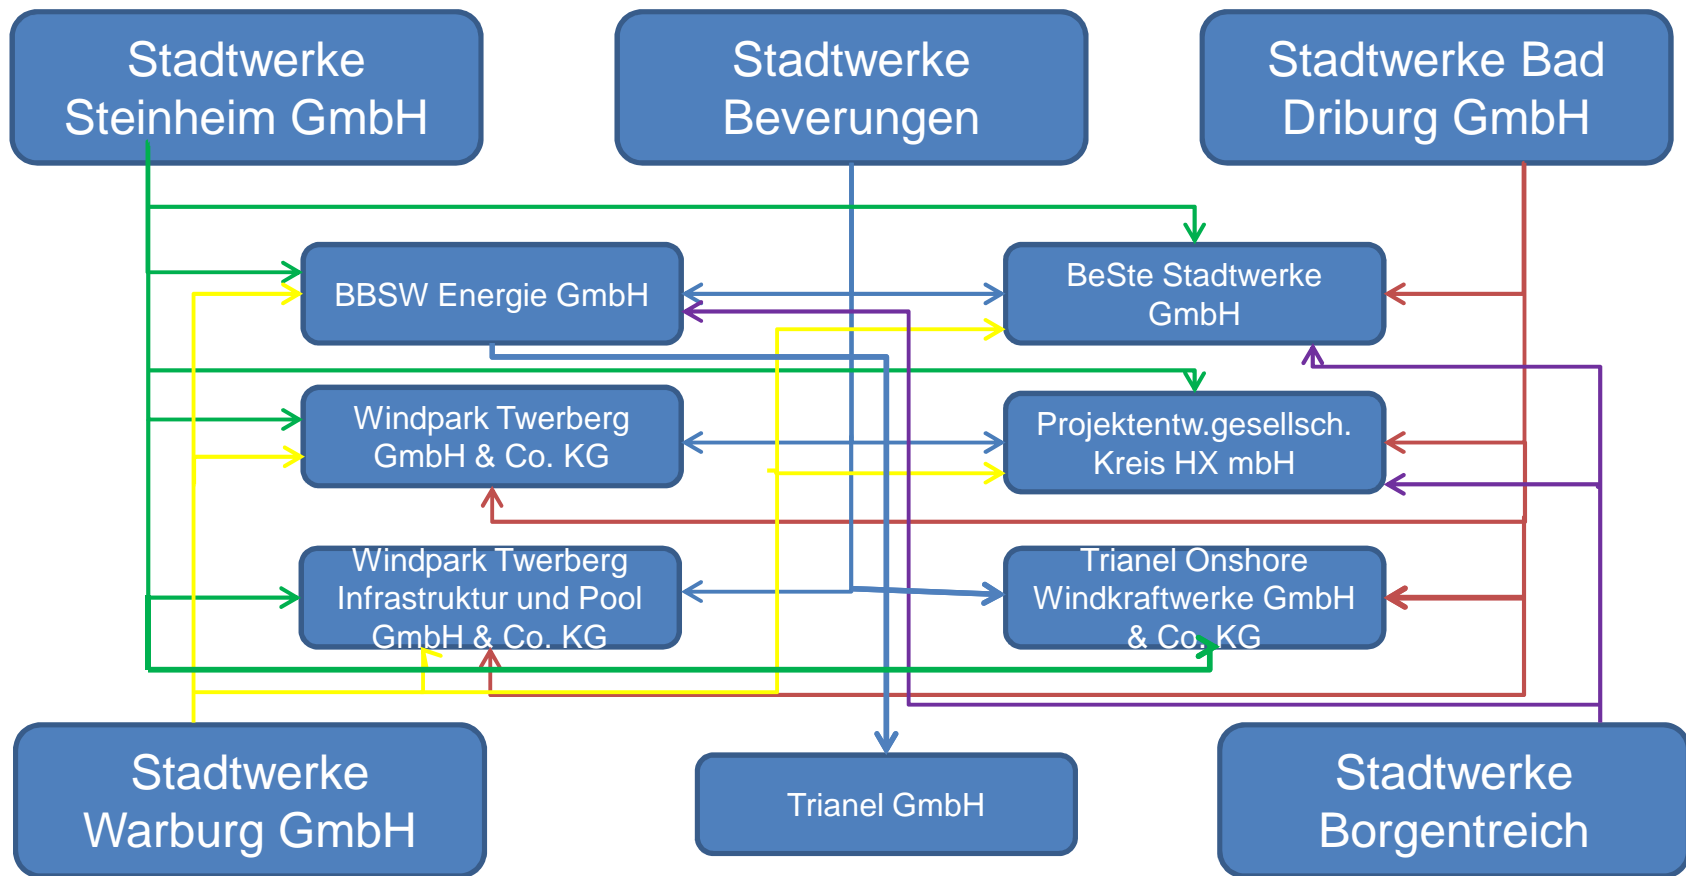 Stadtwerke
Steinheim GmbH
Stadtwerke
Beverungen
Stadtwerke Bad
Driburg GmbH
BBSW Energie GmbH
BeSte Stadtwerke
GmbH
Windpark Twerberg
GmbH & Co. KG
Projektentw.gesellsch.
Kreis HX mbH
Windpark Twerberg
Infrastruktur und Pool
GmbH & Co. KG
Trianel Onshore
Windkraftwerke GmbH
& Co. KG
Stadtwerke
Warburg GmbH
Trianel GmbH
Stadtwerke
Borgentreich